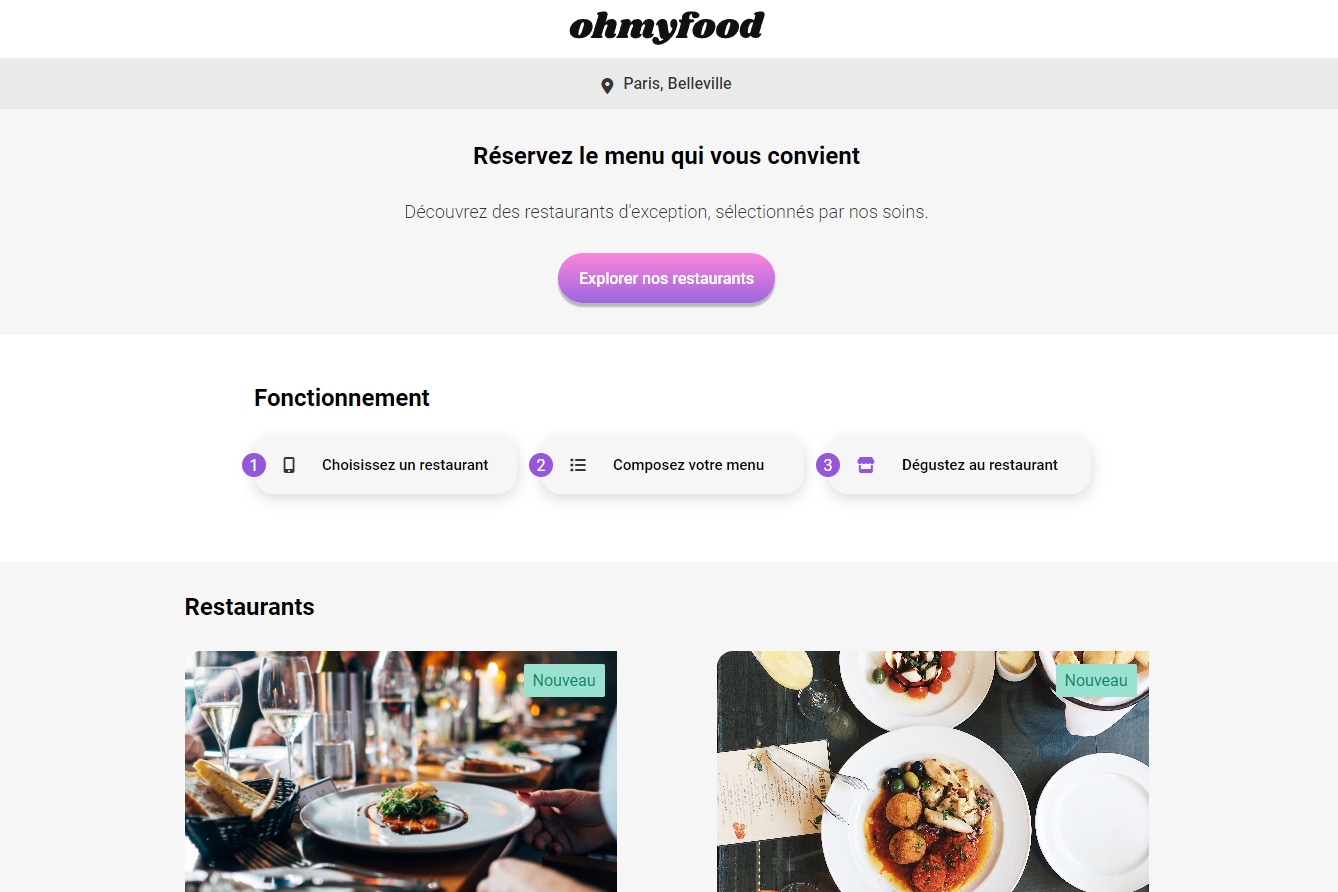 ohmyfood
Paris, Belleville
Réservez le menu qui vous convient
Découvrez des restaurants d'exception, sélectionnés par nos soins.
Explorer nos restaurants
Fonctionnement
1 Choisissez un restaurant
2 Composez votre menu
3 Dégustez au restaurant
Restaurants
Nouveau
Nouveau